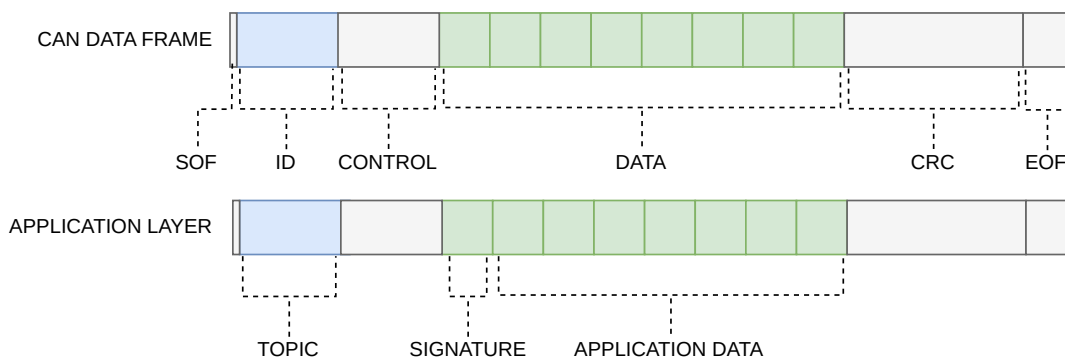 CAN DATA FRAME
SOF ID CONTROL DATA CRC EOF
APPLICATION LAYER
TOPIC SIGNATURE APPLICATION DATA